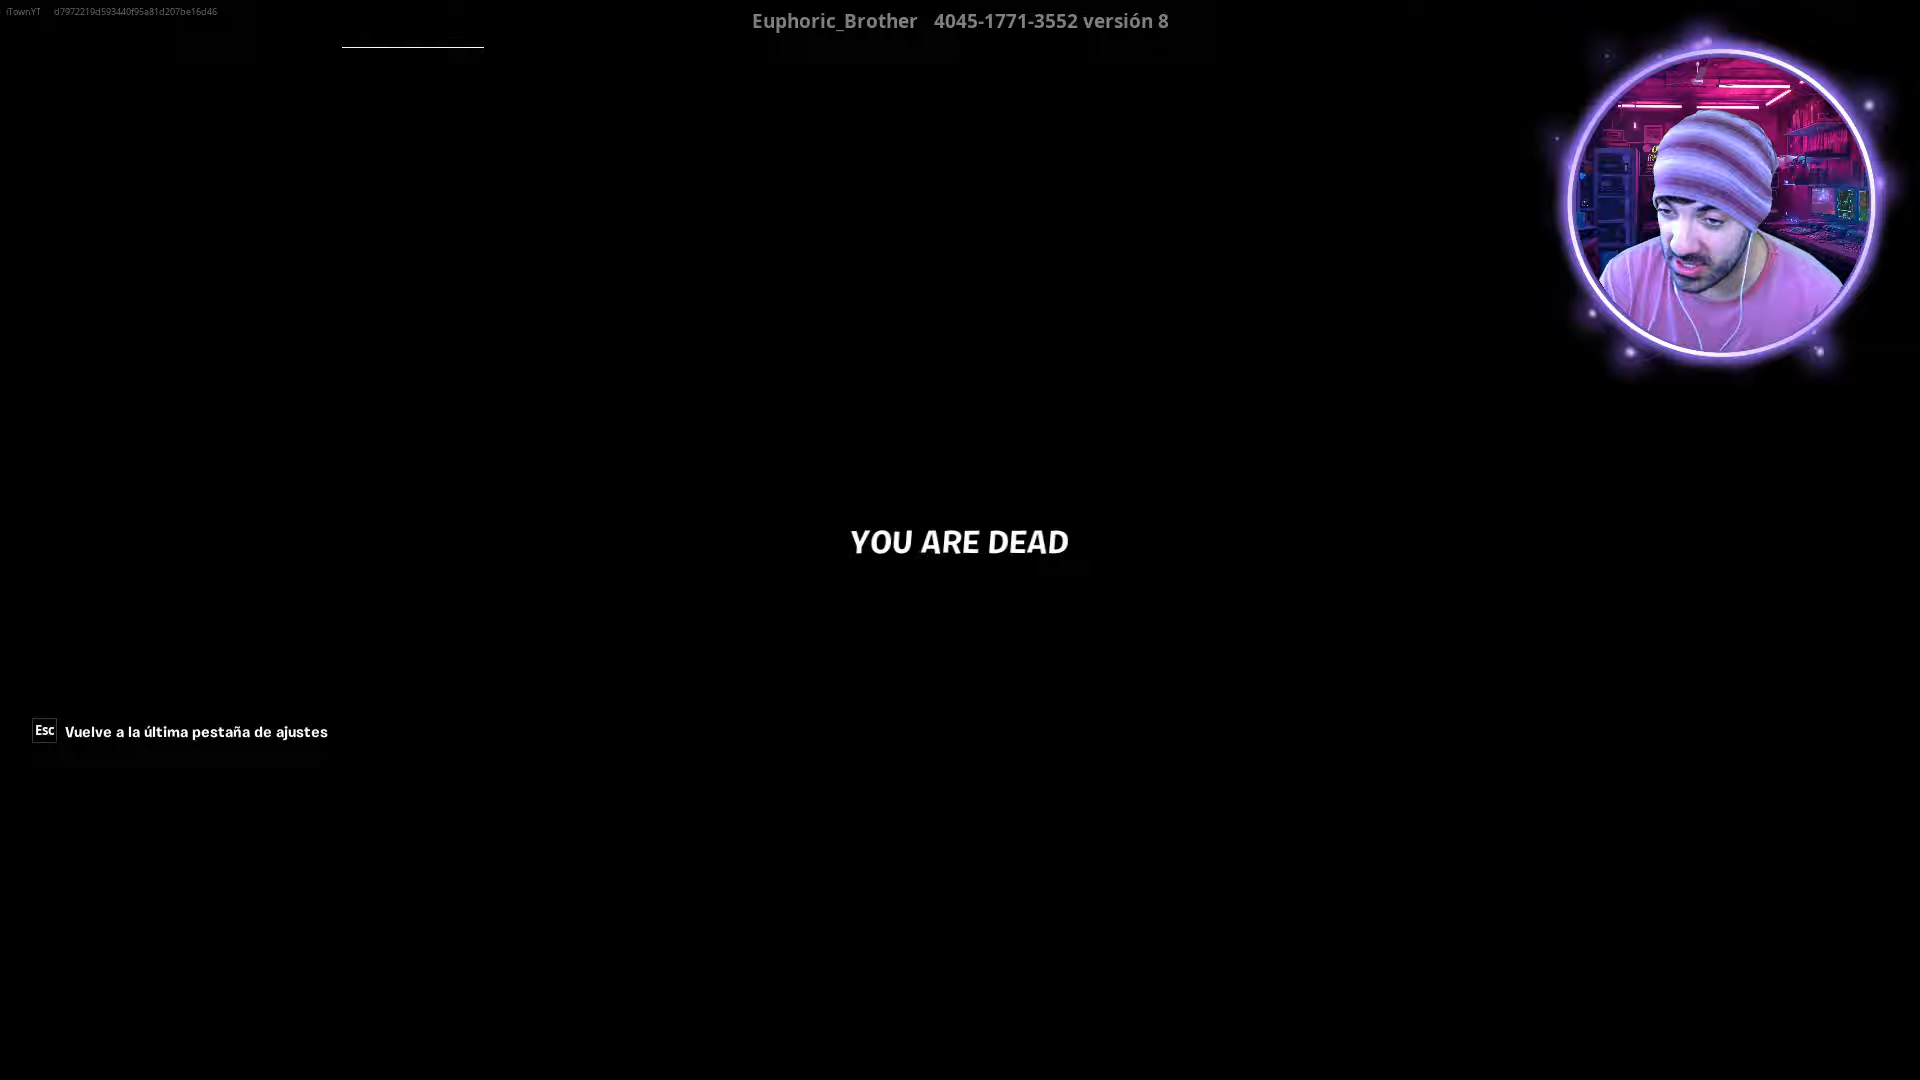 iTownYT d7972219d593440f95a81d207be16d46
Euphoric_Brother 4045-1771-3552 versión 8
YOU ARE DEAD
Esc Vuelve a la última pestaña de ajustes